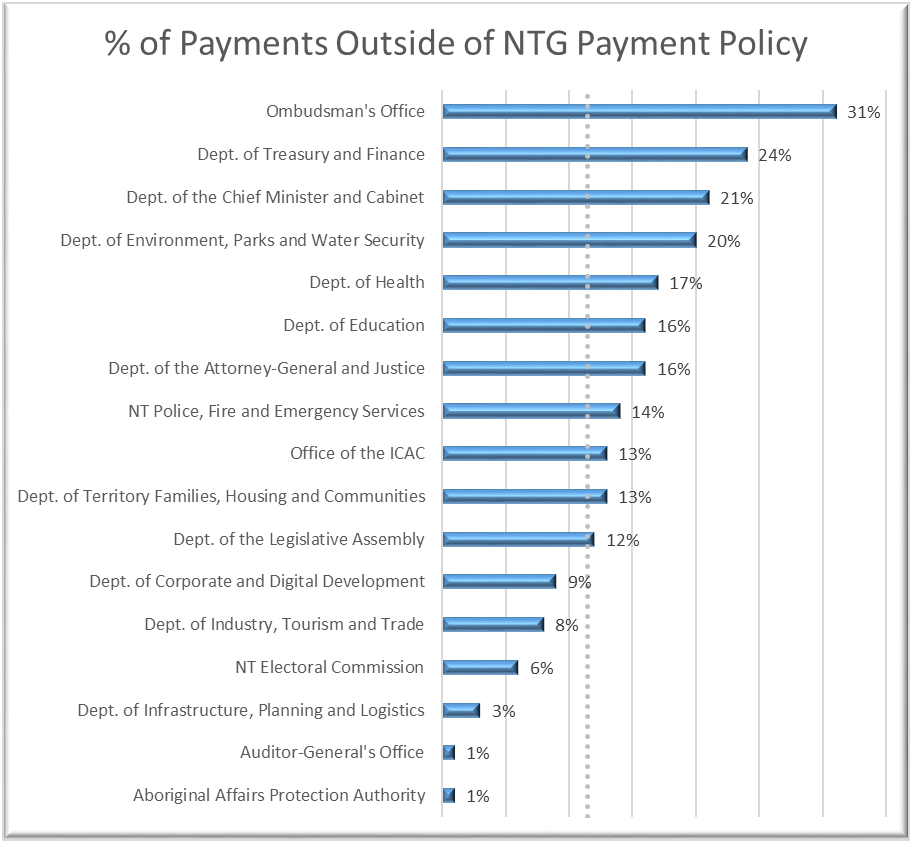 % of Payments Outside of NTG Payment Policy
Ombudsman's Office 31%
Dept. of Treasury and Finance 24%
Dept. of the Chief Minister and Cabinet 21%
Dept. of Environment, Parks and Water Security 20%
Dept. of Health 17%
Dept. of Education 16%
Dept. of the Attorney-General and Justice 16%
NT Police, Fire and Emergency Services 14%
Office of the ICAC 13%
Dept. of Territory Families, Housing and Communities 13%
Dept. of the Legislative Assembly 12%
Dept. of Corporate and Digital Development 9%
Dept. of Industry, Tourism and Trade 8%
NT Electoral Commission 6%
Dept. of Infrastructure, Planning and Logistics 3%
Auditor-General's Office 1%
Aboriginal Affairs Protection Authority 1%